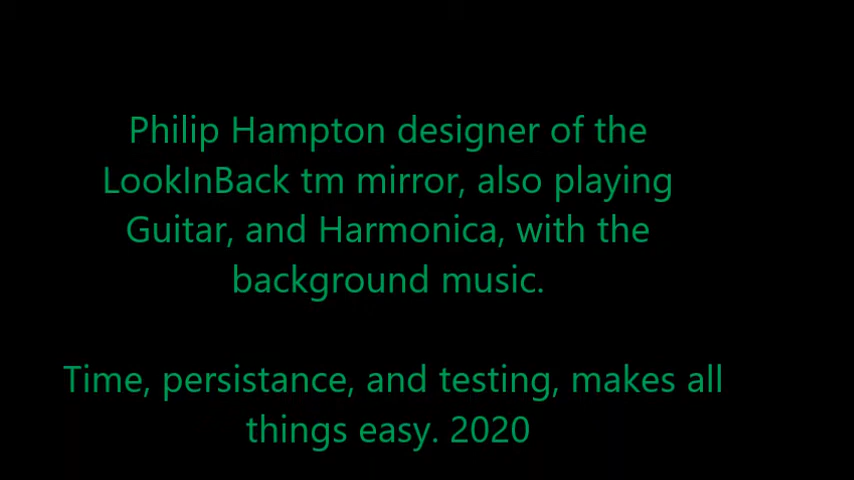 Philip Hampton designer of the
LookInBack tm mirror, also playing
Guitar, and Harmonica, with the
background music.
Time, persistance, and testing, makes all
things easy. 2020